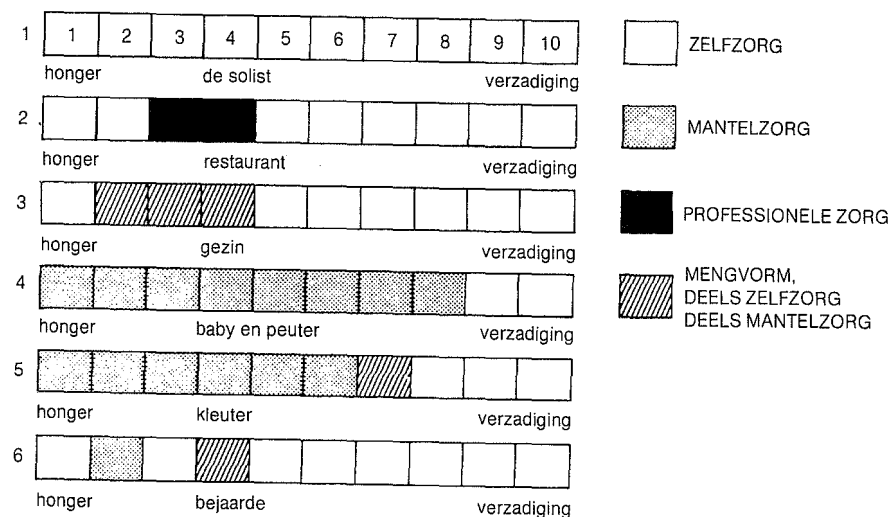 1 1 2 3 4 5 6 7 8 9 10
honger de solist verzadiging
2
honger restaurant verzadiging
3
honger gezin verzadiging
4
honger baby en peuter verzadiging
5
honger kleuter verzadiging
6
honger bejaarde verzadiging
ZELFZORG
MANTELZORG
PROFESSIONELE ZORG
MENGVORM,
DEELS ZELFZORG
DEELS MANTELZORG